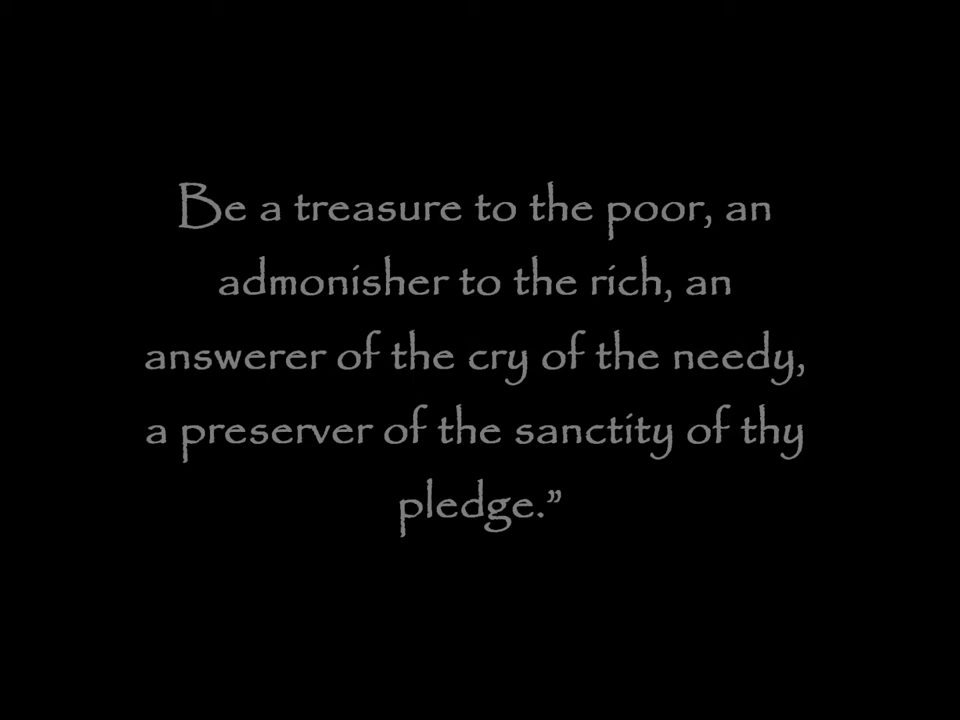 Be a treasure to the poor, an
admonisher to the rich, an
answerer of the cry of the needy,
a preserver of the sanctity of thy
pledge.”